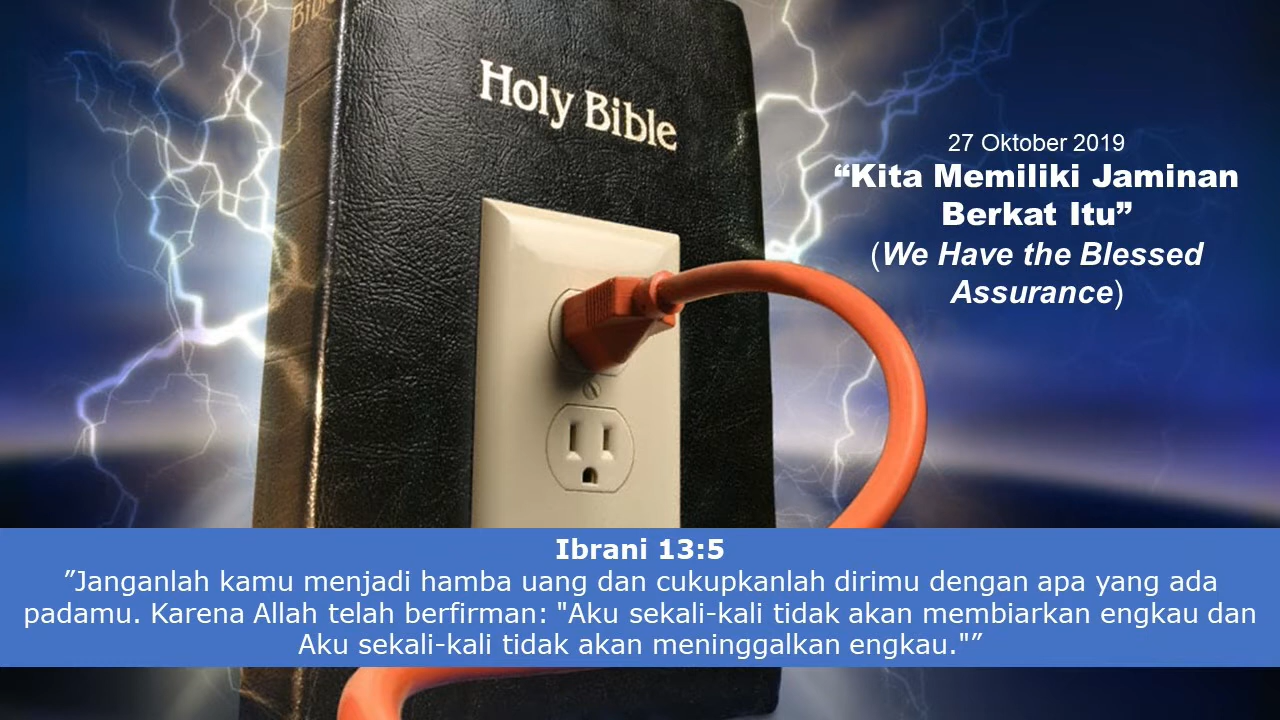 Bible
Holy Bible
27 Oktober 2019
“Kita Memiliki Jaminan
Berkat Itu”
(We Have the Blessed
Assurance)
Ibrani 13:5
”Janganlah kamu menjadi hamba uang dan cukupkanlah dirimu dengan apa yang ada
padamu. Karena Allah telah berfirman: "Aku sekali-kali tidak akan membiarkan engkau dan
Aku sekali-kali tidak akan meninggalkan engkau."”